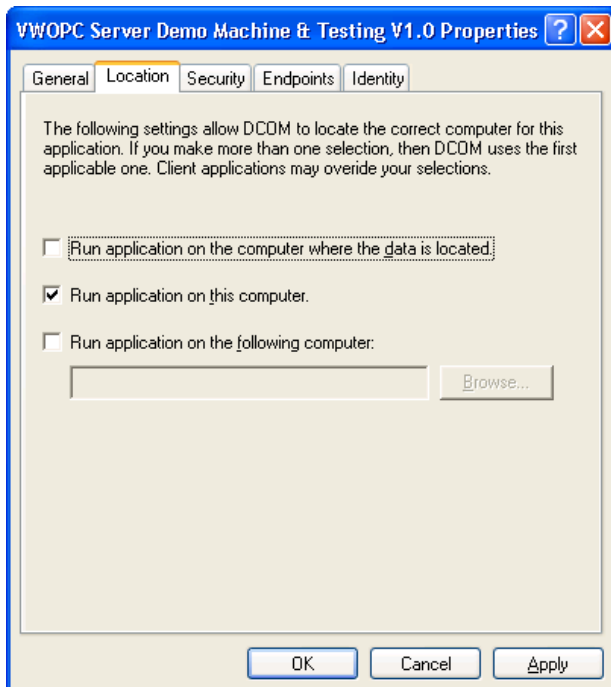 VWOPC Server Demo Machine & Testing V1.0 Properties ?
General Location Security Endpoints Identity
The following settings allow DCOM to locate the correct computer for this
application. If you make more than one selection, then DCOM uses the first
applicable one. Client applications may overide your selections.
Run application on the computer where the data is located.
Run application on this computer.
Run application on the following computer:
Browse...
OK Cancel Apply